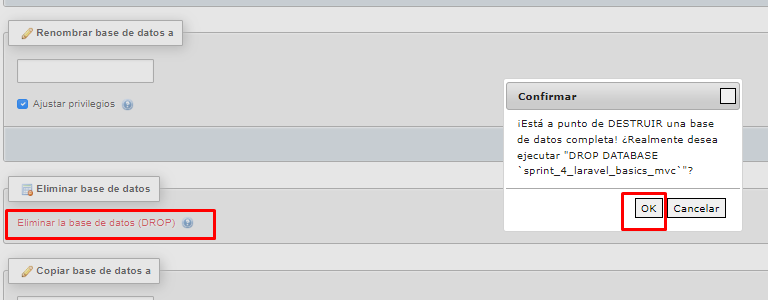 Renombrar base de datos a
Ajustar privilegios
Confirmar
¡Está a punto de DESTRUIR una base
de datos completa! ¿Realmente desea
ejecutar "DROP DATABASE
`sprint_4_laravel_basics_mvc`"?
OK
Cancelar
Eliminar base de datos
Eliminar la base de datos (DROP)
Copiar base de datos a